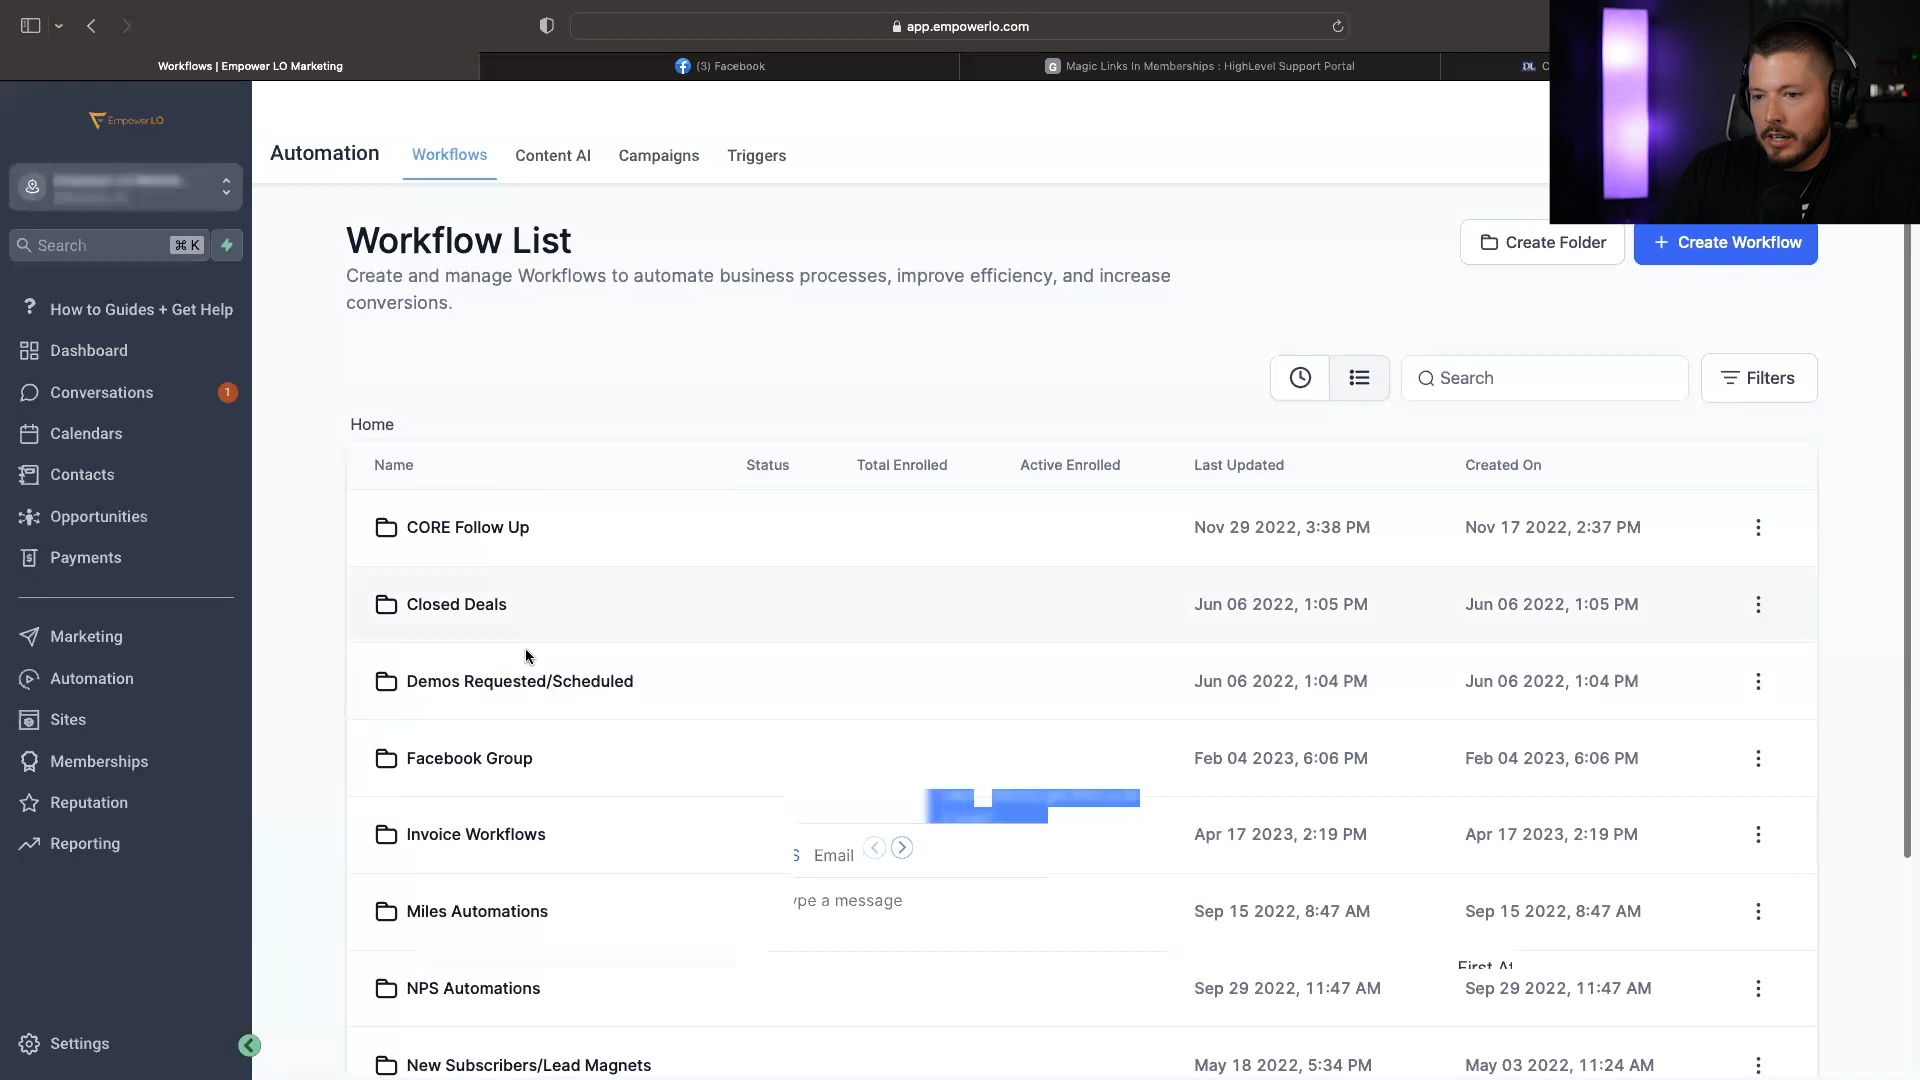 app.empowerlo.com
Workflows | Empower LO Marketing
(3) Facebook
Magic Links In Memberships : HighLevel Support Portal
DL C
Empower LO
Search ⌘ K
How to Guides + Get Help
Dashboard
Conversations 1
Calendars
Contacts
Opportunities
Payments
Marketing
Automation
Sites
Memberships
Reputation
Reporting
Settings
Automation Workflows Content AI Campaigns Triggers
Workflow List
Create and manage Workflows to automate business processes, improve efficiency, and increase
conversions.
Create Folder
+ Create Workflow
Search
Filters
Home
Name Status Total Enrolled Active Enrolled Last Updated Created On
CORE Follow Up Nov 29 2022, 3:38 PM Nov 17 2022, 2:37 PM
Closed Deals Jun 06 2022, 1:05 PM Jun 06 2022, 1:05 PM
Demos Requested/Scheduled Jun 06 2022, 1:04 PM Jun 06 2022, 1:04 PM
Facebook Group Feb 04 2023, 6:06 PM Feb 04 2023, 6:06 PM
Invoice Workflows Apr 17 2023, 2:19 PM Apr 17 2023, 2:19 PM
S Email
ype a message
Miles Automations Sep 15 2022, 8:47 AM Sep 15 2022, 8:47 AM
First At
NPS Automations Sep 29 2022, 11:47 AM Sep 29 2022, 11:47 AM
New Subscribers/Lead Magnets May 18 2022, 5:34 PM May 03 2022, 11:24 AM